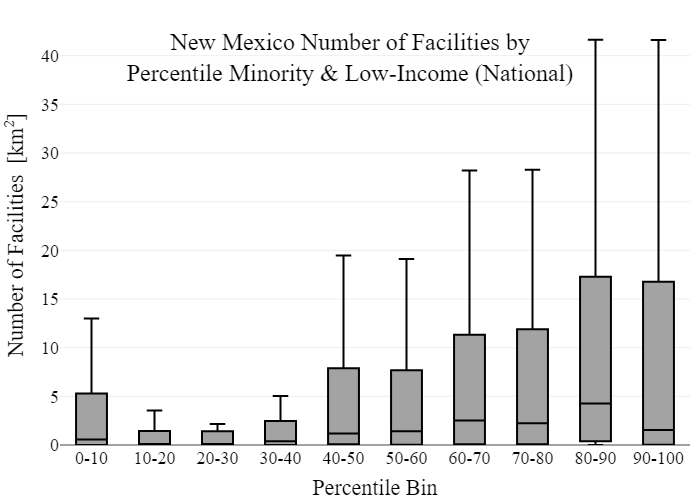 New Mexico Number of Facilities by
Percentile Minority & Low-Income (National)
Number of Facilities [km²]
40
35
30
25
20
15
10
5
0
0-10 10-20 20-30 30-40 40-50 50-60 60-70 70-80 80-90 90-100
Percentile Bin